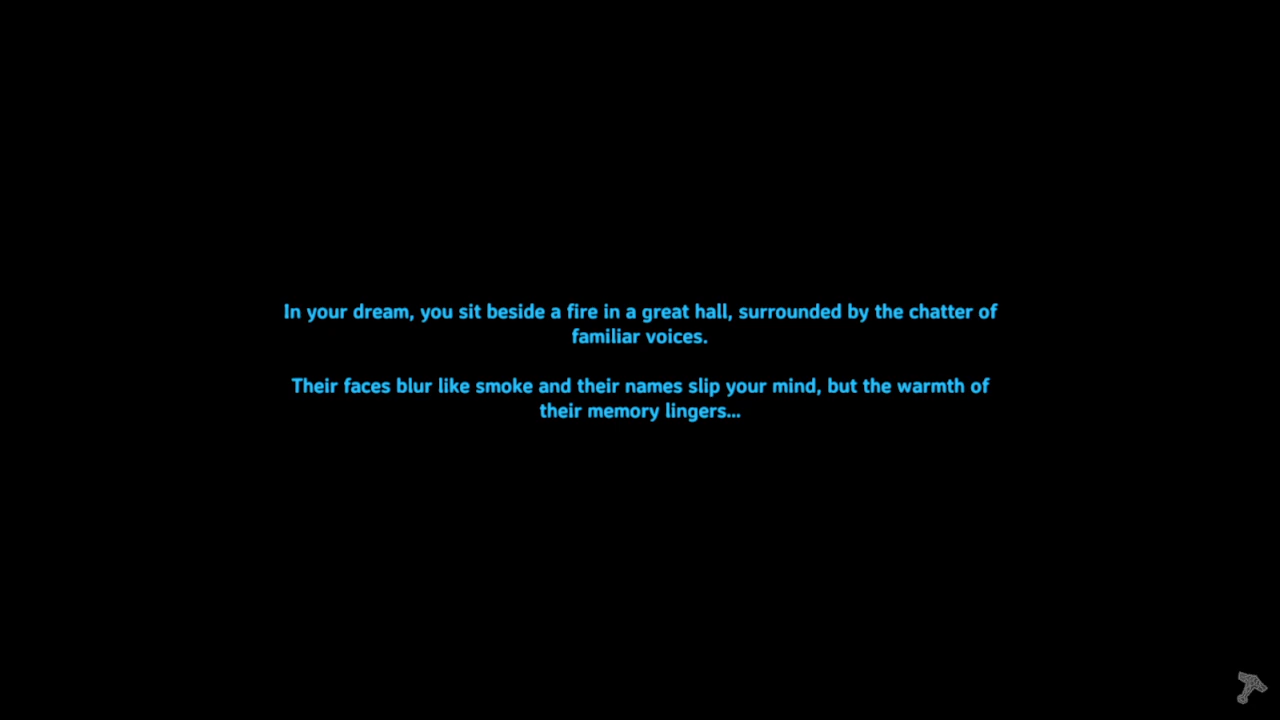 In your dream, you sit beside a fire in a great hall, surrounded by the chatter of
familiar voices.
Their faces blur like smoke and their names slip your mind, but the warmth of
their memory lingers...